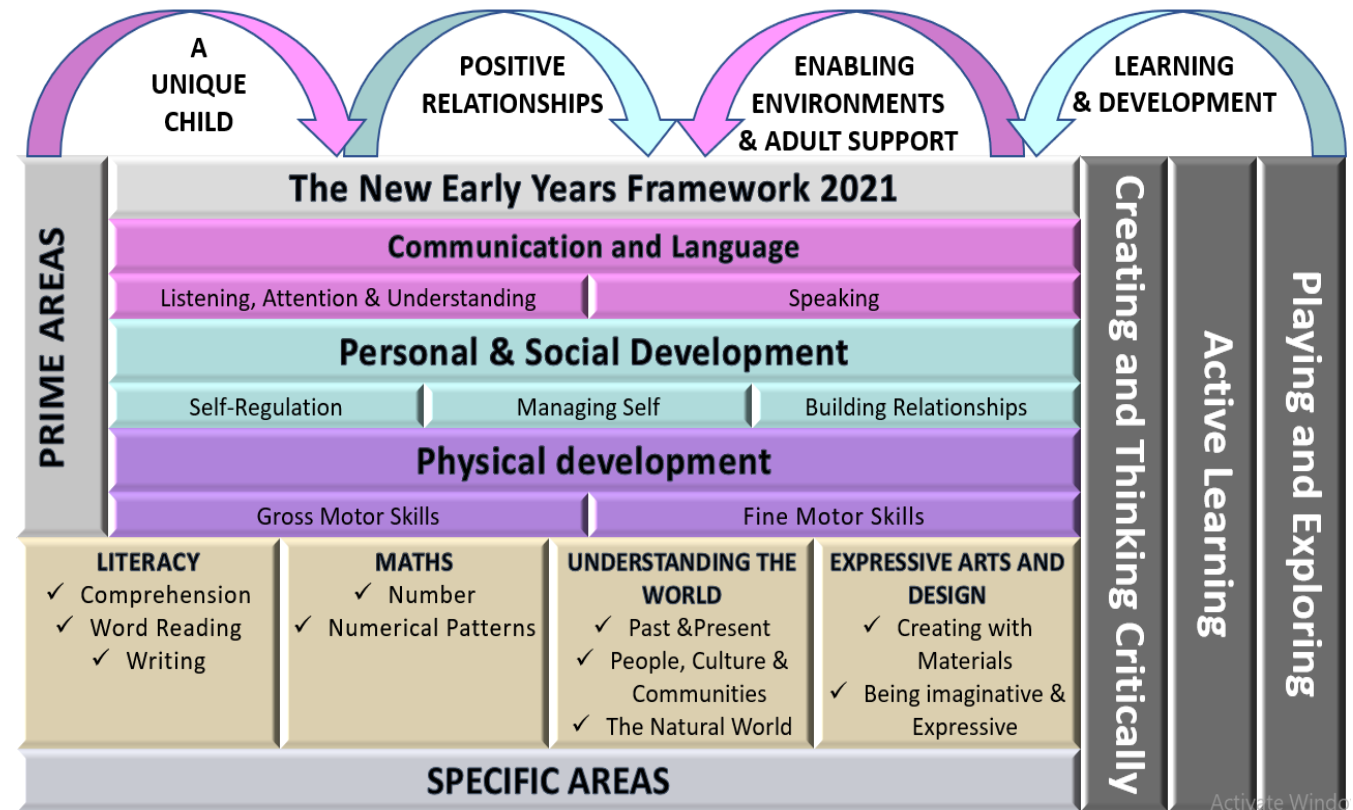 A
UNIQUE
CHILD
POSITIVE
RELATIONSHIPS
ENABLING
ENVIRONMENTS
& ADULT SUPPORT
LEARNING
& DEVELOPMENT
PRIME AREAS
The New Early Years Framework 2021
Communication and Language
Listening, Attention & Understanding
Speaking
Personal & Social Development
Self-Regulation
Managing Self
Building Relationships
Physical development
Gross Motor Skills
Fine Motor Skills
LITERACY
✓ Comprehension
✓ Word Reading
✓ Writing
MATHS
✓ Number
✓ Numerical Patterns
UNDERSTANDING THE
WORLD
✓ Past &Present
✓ People, Culture &
Communities
✓ The Natural World
EXPRESSIVE ARTS AND
DESIGN
✓ Creating with
Materials
✓ Being imaginative &
Expressive
SPECIFIC AREAS
Creating and Thinking Critically
Active Learning
Playing and Exploring
Activate Windo